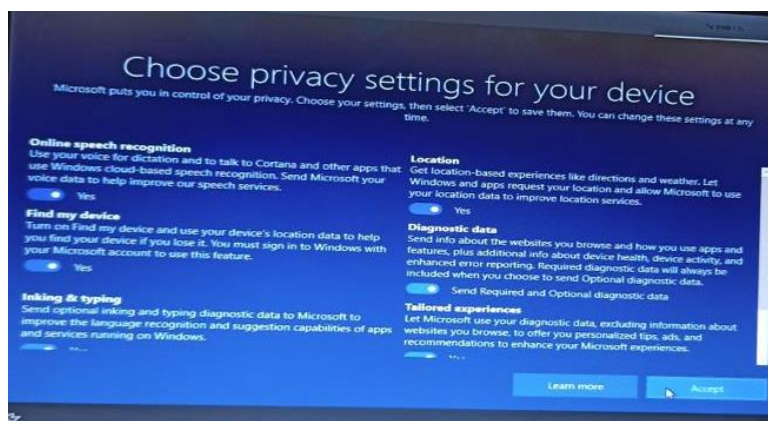 Choose privacy settings for your device
Microsoft puts you in control of your privacy. Choose your settings, then select 'Accept' to save them. You can change these settings at any
time.
Online speech recognition
Use your voice for dictation and to talk to Cortana and other apps that
use Windows cloud-based speech recognition. Send Microsoft your
voice data to help improve our speech services.
Yes
Find my device
Turn on Find my device and use your device's location data to help
you find your device if you lose it. You must sign in to Windows with
your Microsoft account to use this feature.
Yes
Inking & typing
Send optional inking and typing diagnostic data to Microsoft to
improve the language recognition and suggestion capabilities of apps
and services running on Windows.
Location
Get location-based experiences like directions and weather. Let
Windows and apps request your location and allow Microsoft to use
your location data to improve location services.
Yes
Diagnostic data
Send info about the websites you browse and how you use apps and
features, plus additional info about device health, device activity, and
enhanced error reporting. Required diagnostic data will always be
included when you choose to send Optional diagnostic data.
Send Required and Optional diagnostic data
Tailored experiences
Let Microsoft use your diagnostic data, excluding information about
websites you browse, to offer you personalized tips, ads, and
recommendations to enhance your Microsoft experiences.
Learn more
Accept